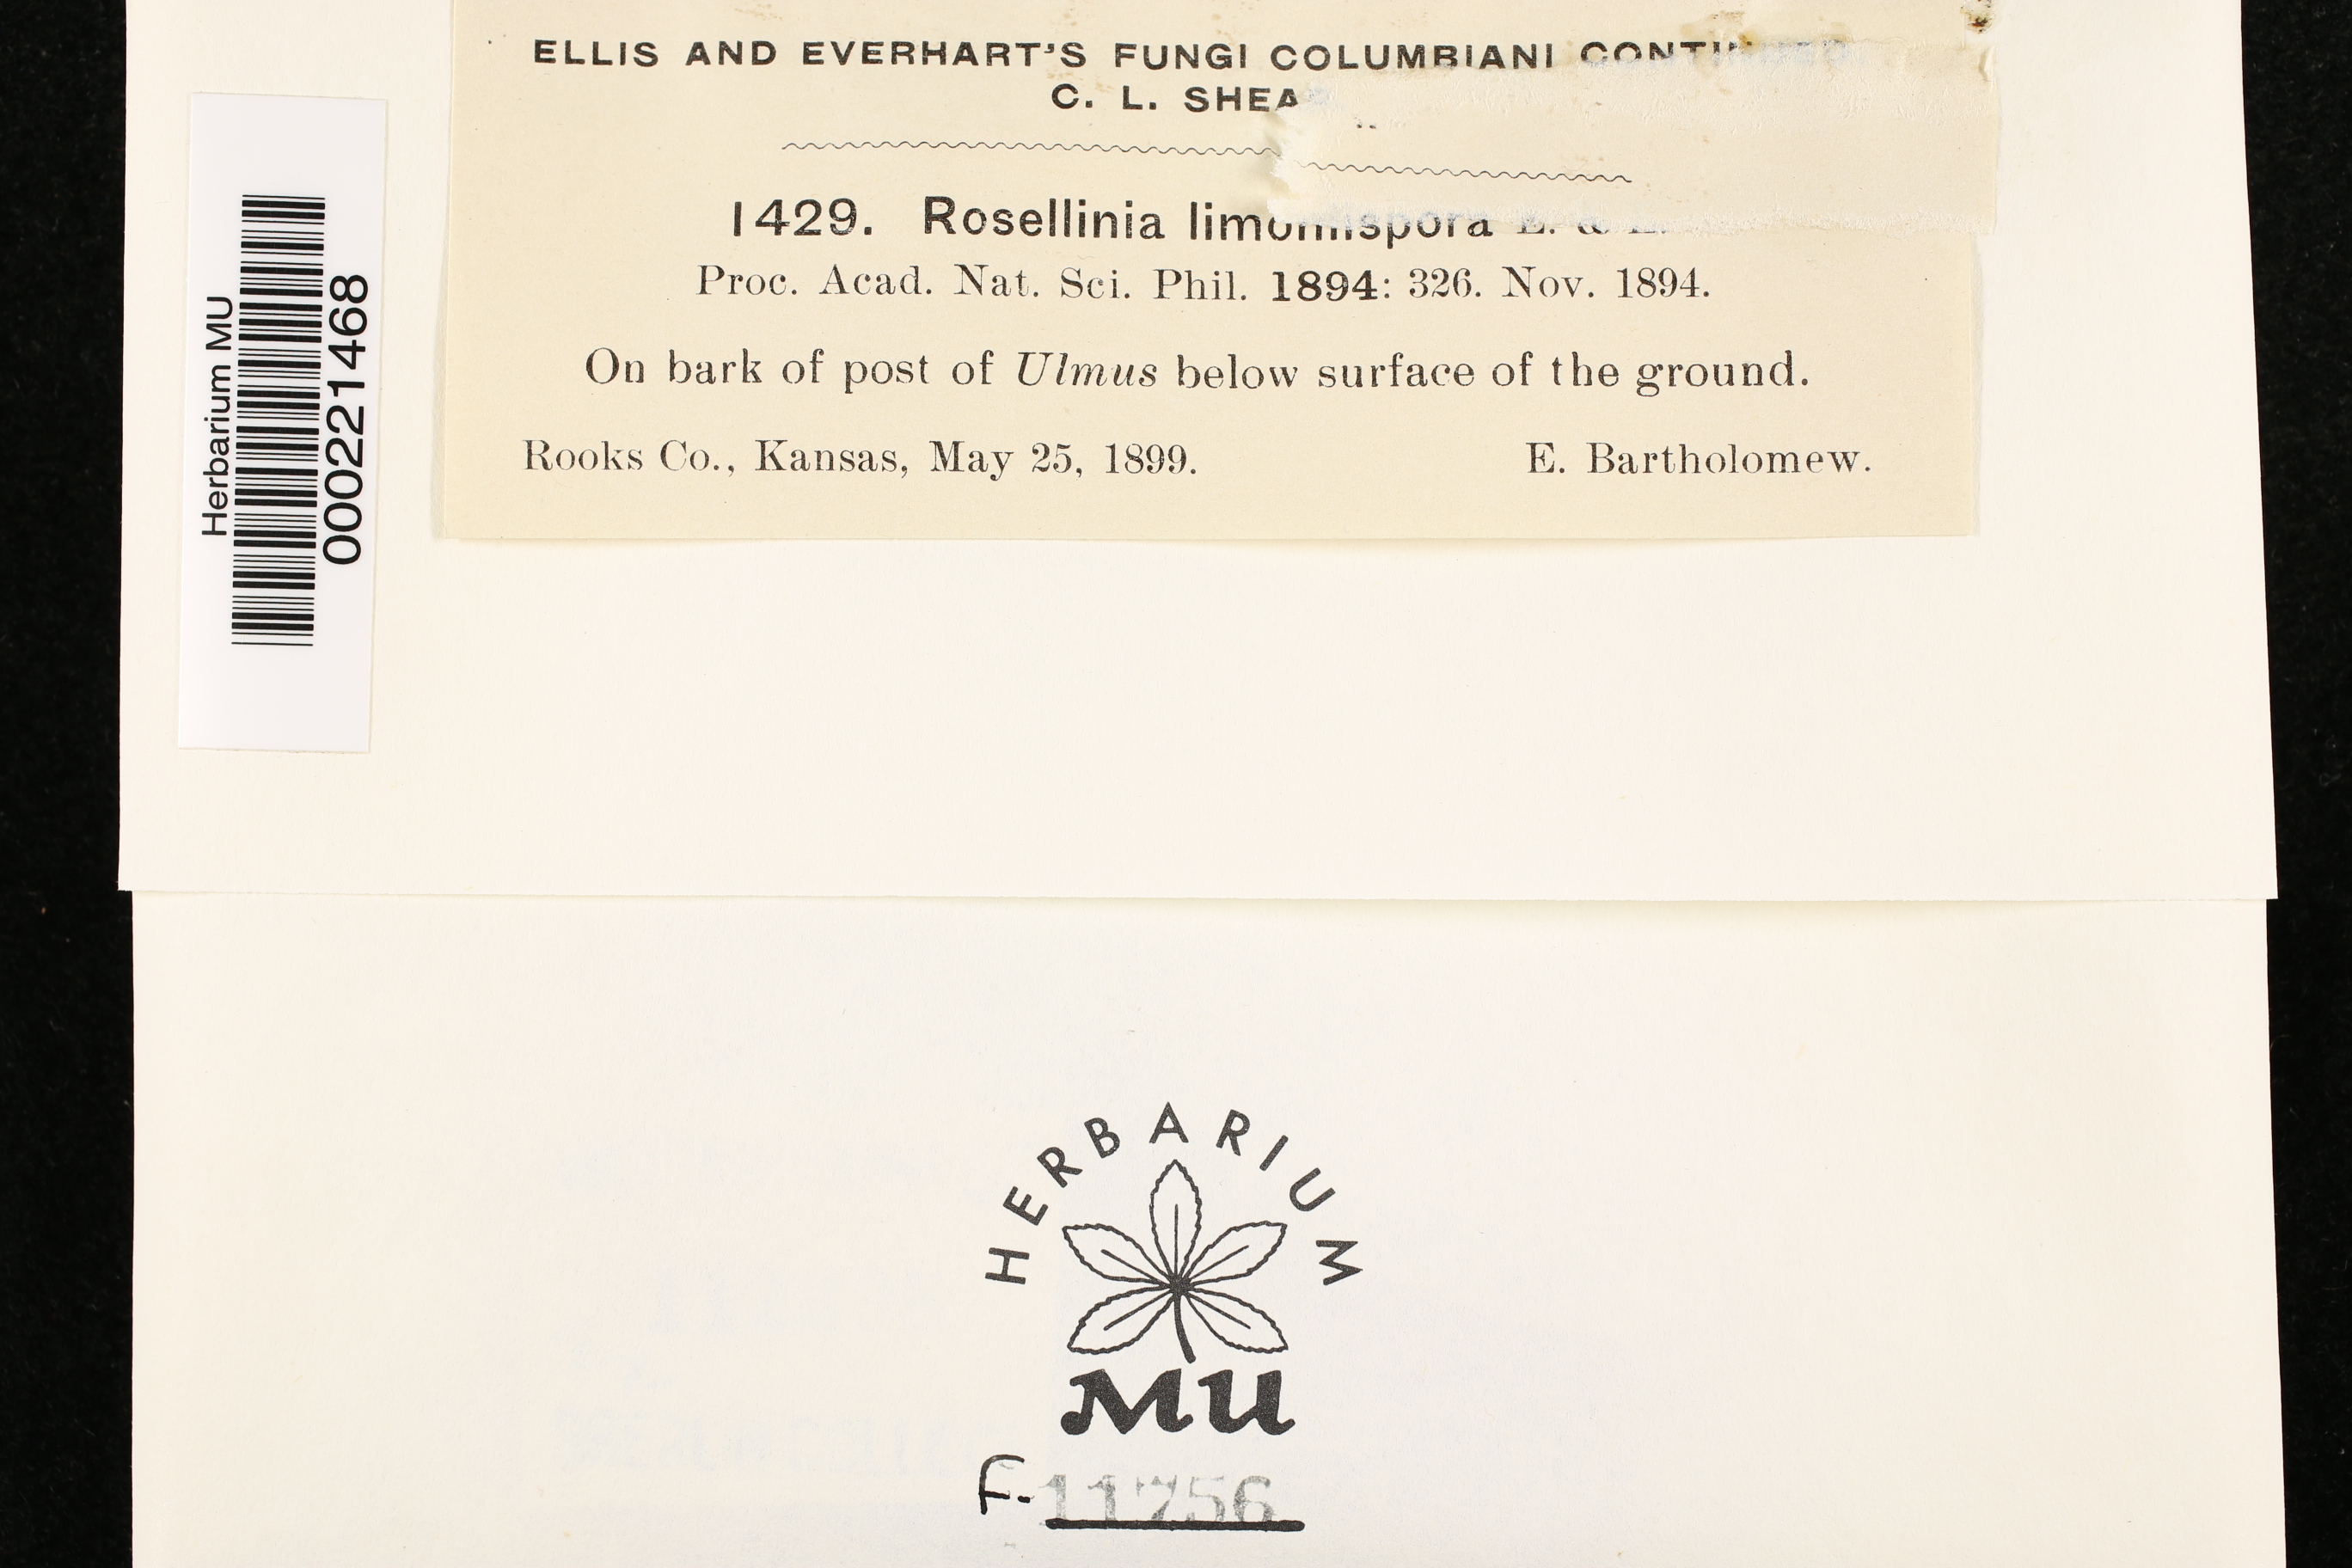 ELLIS AND EVERHART'S FUNGI COLUMBIANI CONTINUED
C. L. SHEA
1429. Rosellinia limoniispora E. & E.
Proc. Acad. Nat. Sci. Phil. 1894: 326. Nov. 1894.
On bark of post of Ulmus below surface of the ground.
Rooks Co., Kansas, May 25, 1899. E. Bartholomew.
Herbarium MU
000221468
HERBARIUM
MU
F. 11756